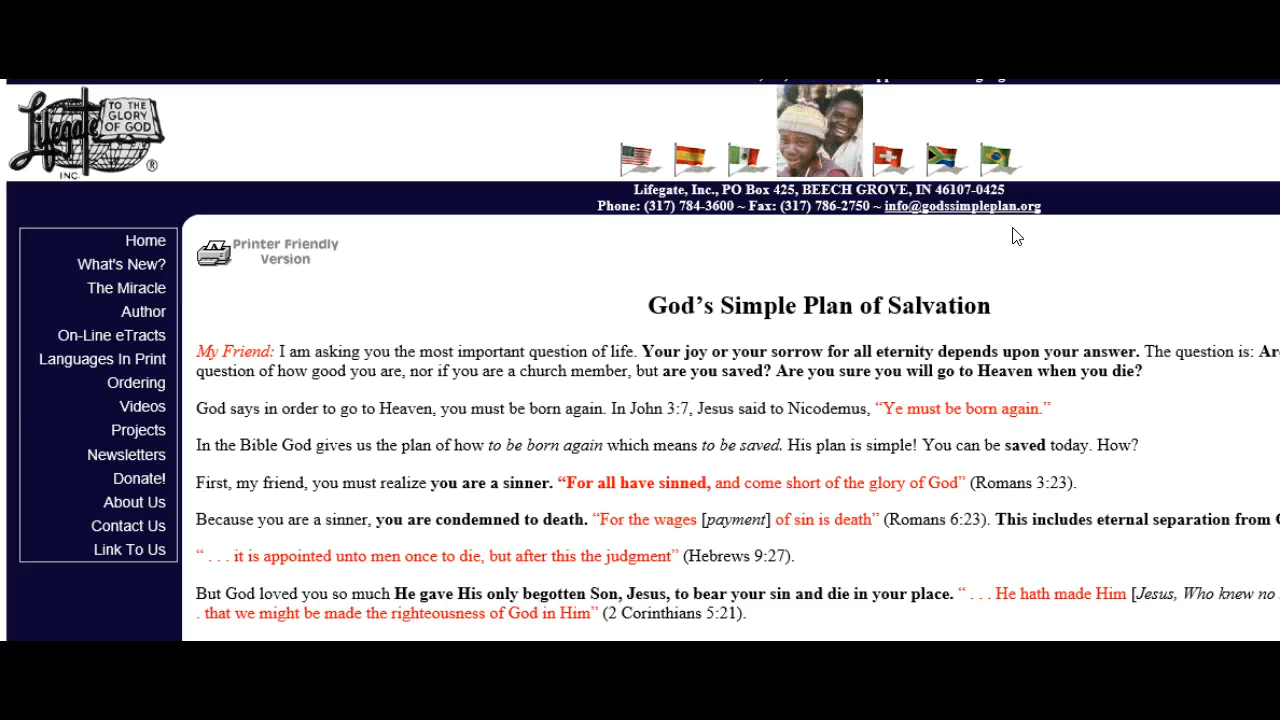 Lifegate
TO THE
GLORY
OF GOD
INC.
®
Lifegate, Inc., PO Box 425, BEECH GROVE, IN 46107-0425
Phone: (317) 784-3600 ~ Fax: (317) 786-2750 ~ info@godssimpleplan.org
Home
What's New?
The Miracle
Author
On-Line eTracts
Languages In Print
Ordering
Videos
Projects
Newsletters
Donate!
About Us
Contact Us
Link To Us
Printer Friendly
Version
God’s Simple Plan of Salvation
My Friend: I am asking you the most important question of life. Your joy or your sorrow for all eternity depends upon your answer. The question is:
question of how good you are, nor if you are a church member, but are you saved? Are you sure you will go to Heaven when you die?
God says in order to go to Heaven, you must be born again. In John 3:7, Jesus said to Nicodemus, “Ye must be born again.”
In the Bible God gives us the plan of how to be born again which means to be saved. His plan is simple! You can be saved today. How?
First, my friend, you must realize you are a sinner. “For all have sinned, and come short of the glory of God” (Romans 3:23).
Because you are a sinner, you are condemned to death. “For the wages [payment] of sin is death” (Romans 6:23). This includes eternal separation from
“ . . . it is appointed unto men once to die, but after this the judgment” (Hebrews 9:27).
But God loved you so much He gave His only begotten Son, Jesus, to bear your sin and die in your place. “ . . . He hath made Him [Jesus, Who knew no
. that we might be made the righteousness of God in Him” (2 Corinthians 5:21).